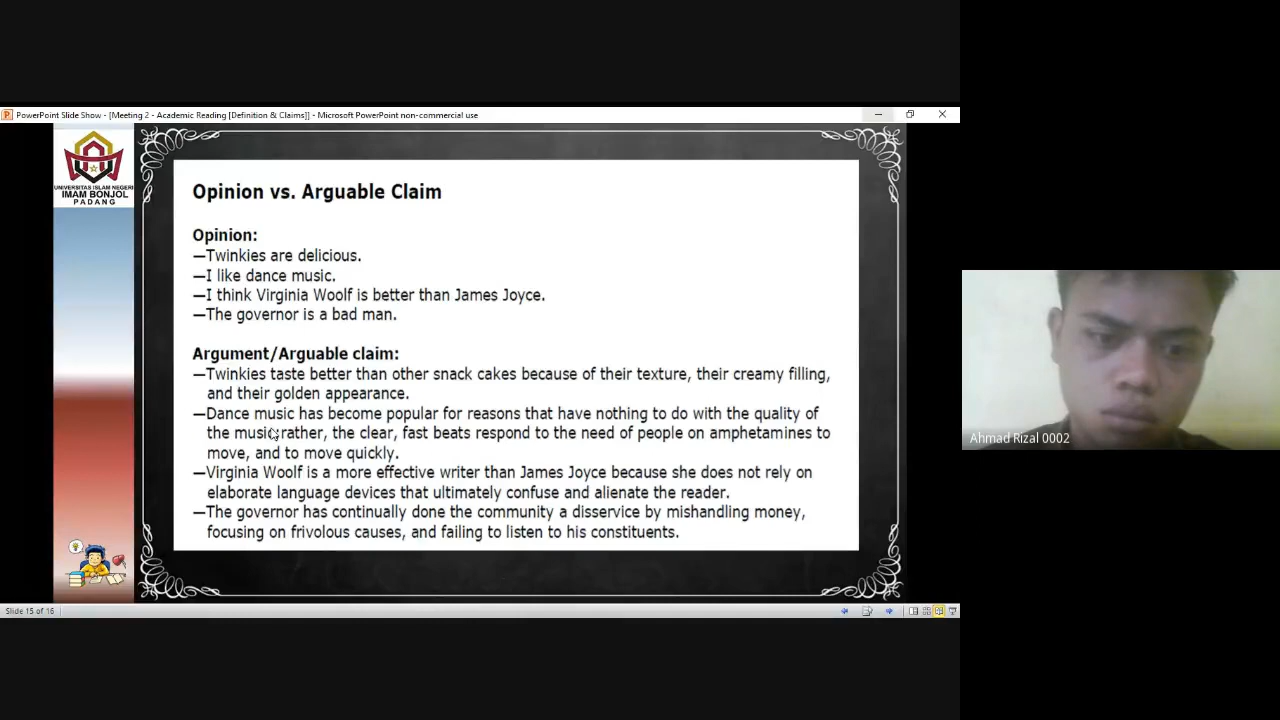 PowerPoint Slide Show - [Meeting 2 - Academic Reading [Definition & Claims]] - Microsoft PowerPoint non-commercial use
UNIVERSITAS ISLAM NEGERI
IMAM BONJOL
PADANG
Opinion vs. Arguable Claim
Opinion:
—Twinkies are delicious.
—I like dance music.
—I think Virginia Woolf is better than James Joyce.
—The governor is a bad man.
Argument/Arguable claim:
—Twinkies taste better than other snack cakes because of their texture, their creamy filling,
and their golden appearance.
—Dance music has become popular for reasons that have nothing to do with the quality of
the music rather, the clear, fast beats respond to the need of people on amphetamines to
move, and to move quickly.
—Virginia Woolf is a more effective writer than James Joyce because she does not rely on
elaborate language devices that ultimately confuse and alienate the reader.
—The governor has continually done the community a disservice by mishandling money,
focusing on frivolous causes, and failing to listen to his constituents.
Slide 15 of 16
Ahmad Rizal 0002